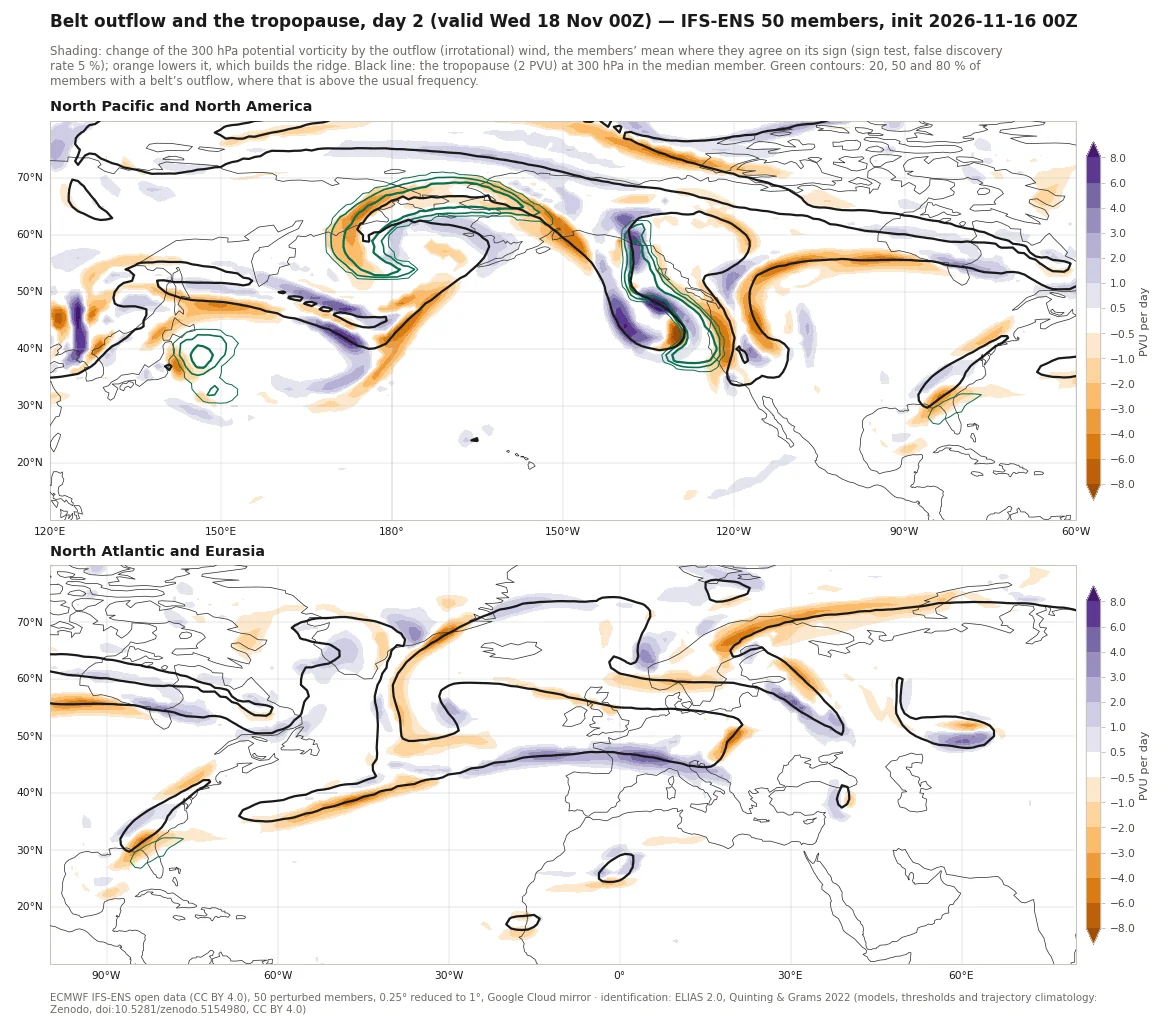 Belt outflow and the tropopause, day 2 (valid Wed 18 Nov 00Z) — IFS-ENS 50 members, init 2026-11-16 00Z
Shading: change of the 300 hPa potential vorticity by the outflow (irrotational) wind, the members’ mean where they agree on its sign (sign test, false discovery
rate 5 %); orange lowers it, which builds the ridge. Black line: the tropopause (2 PVU) at 300 hPa in the median member. Green contours: 20, 50 and 80 % of
members with a belt’s outflow, where that is above the usual frequency.
North Pacific and North America
70°N
60°N
50°N
40°N
30°N
20°N
120°E 150°E 180° 150°W 120°W 90°W 60°W
8.0
6.0
4.0
3.0
2.0
1.0
0.5
−0.5
−1.0
−2.0
−3.0
−4.0
−6.0
−8.0
PVU per day
North Atlantic and Eurasia
70°N
60°N
50°N
40°N
30°N
20°N
90°W 60°W 30°W 0° 30°E 60°E
8.0
6.0
4.0
3.0
2.0
1.0
0.5
−0.5
−1.0
−2.0
−3.0
−4.0
−6.0
−8.0
PVU per day
ECMWF IFS-ENS open data (CC BY 4.0), 50 perturbed members, 0.25° reduced to 1°, Google Cloud mirror · identification: ELIAS 2.0, Quinting & Grams 2022 (models, thresholds and trajectory climatology:
Zenodo, doi:10.5281/zenodo.5154980, CC BY 4.0)